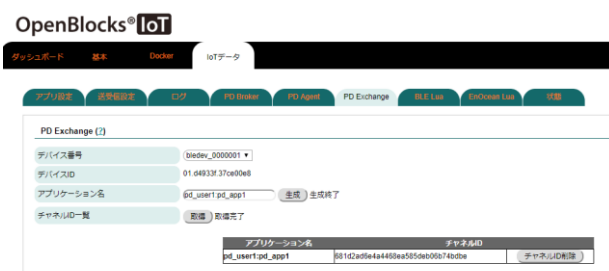 OpenBlocks® IoT
ダッシュボード 基本 Docker IoTデータ
アプリ設定 送受信設定 ログ PD Broker PD Agent PD Exchange BLE Lua EnOcean Lua 状態
PD Exchange (?)
デバイス番号 bledev_0000001
デバイスID 01.d4933f.37ce00e8
アプリケーション名 pd_user1:pd_app1 生成 生成終了
チャネルID一覧 取得 取得完了
アプリケーション名 チャネルID
pd_user1:pd_app1 681d2ad6e4a4468ea585deb06b74bdbe チャネルID削除